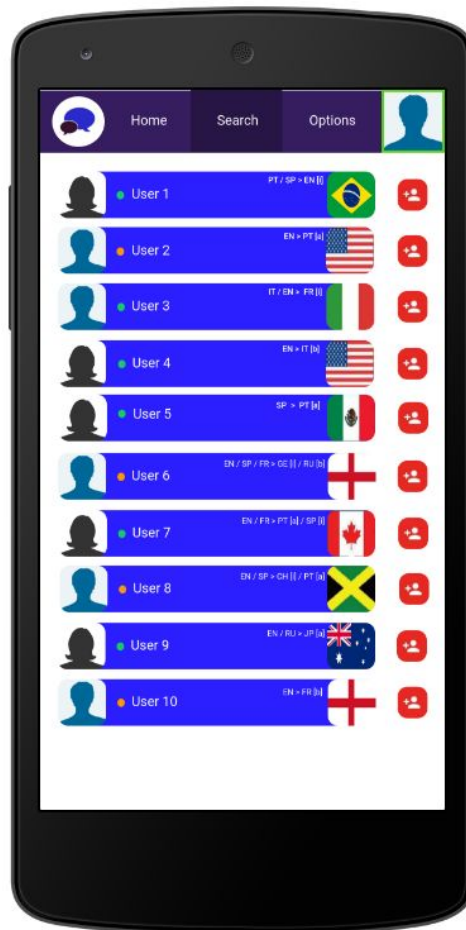 Home Search Options
User 1 PT / SP > EN [i]
User 2 EN > PT [a]
User 3 IT / EN > FR [i]
User 4 EN > IT [b]
User 5 SP > PT [a]
User 6 EN / SP / FR > GE [i] / RU [b]
User 7 EN / FR > PT [a] / SP [i]
User 8 EN / SP > CH [i] / PT [a]
User 9 EN / RU > JP [a]
User 10 EN > FR [b]